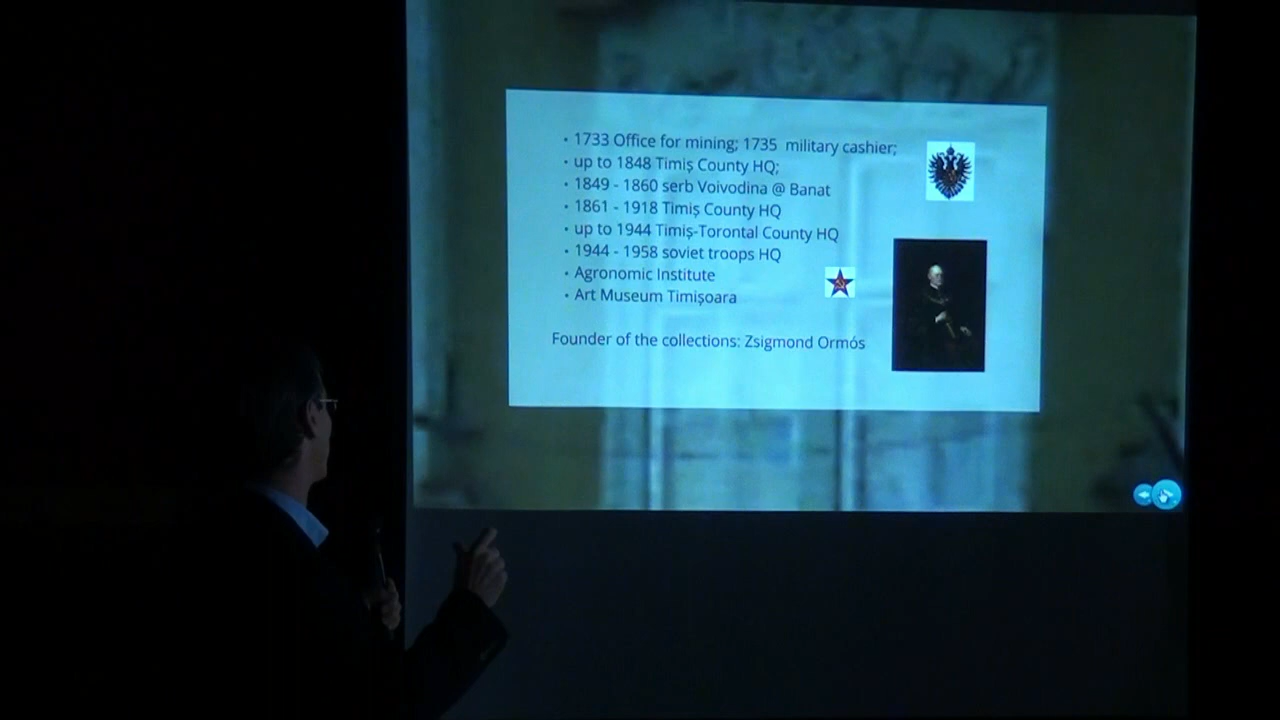 • 1733 Office for mining; 1735 military cashier;
• up to 1848 Timiș County HQ;
• 1849 - 1860 serb Voivodina @ Banat
• 1861 - 1918 Timiș County HQ
• up to 1944 Timiș-Torontal County HQ
• 1944 - 1958 soviet troops HQ
• Agronomic Institute
• Art Museum Timișoara
Founder of the collections: Zsigmond Ormós